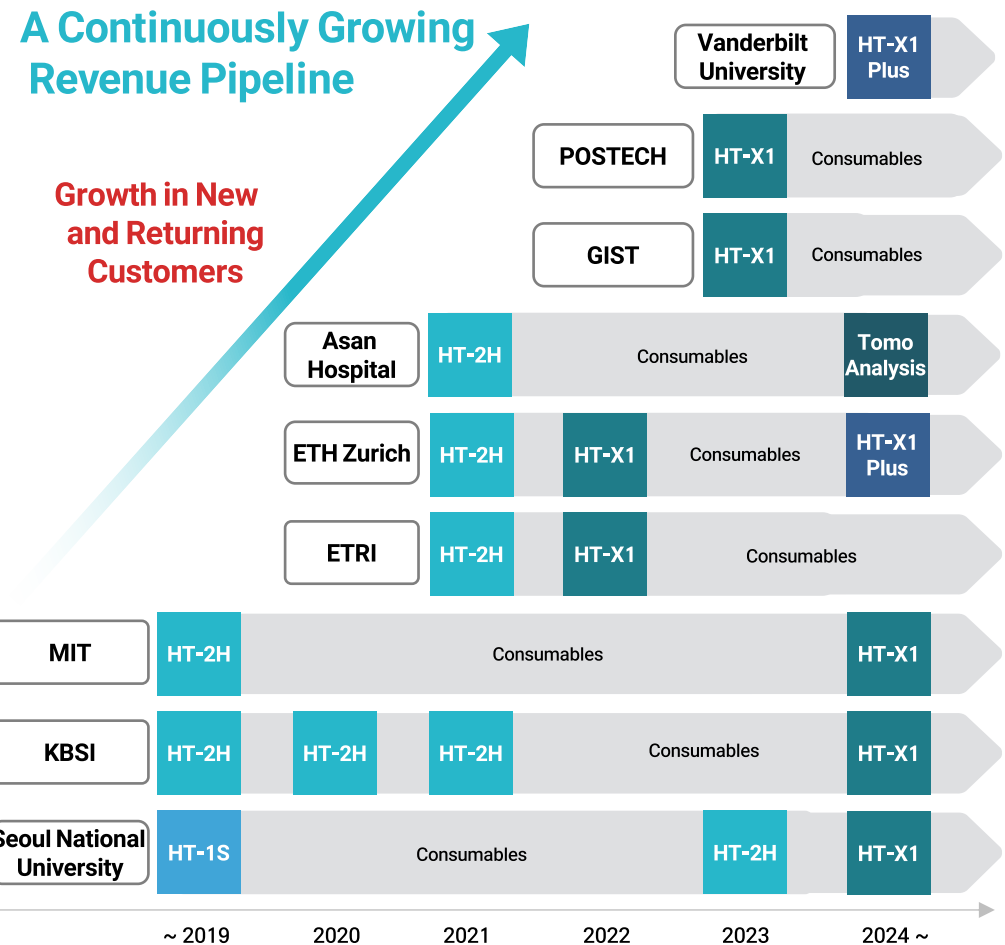 A Continuously Growing
Revenue Pipeline
Growth in New
and Returning
Customers
Vanderbilt
University
HT-X1
Plus
POSTECH
HT-X1
Consumables
GIST
HT-X1
Consumables
Asan
Hospital
HT-2H
Consumables
Tomo
Analysis
ETH Zurich
HT-2H
HT-X1
Consumables
HT-X1
Plus
ETRI
HT-2H
HT-X1
Consumables
MIT
HT-2H
Consumables
HT-X1
KBSI
HT-2H
HT-2H
HT-2H
Consumables
HT-X1
Seoul National
University
HT-1S
Consumables
HT-2H
HT-X1
~ 2019
2020
2021
2022
2023
2024 ~